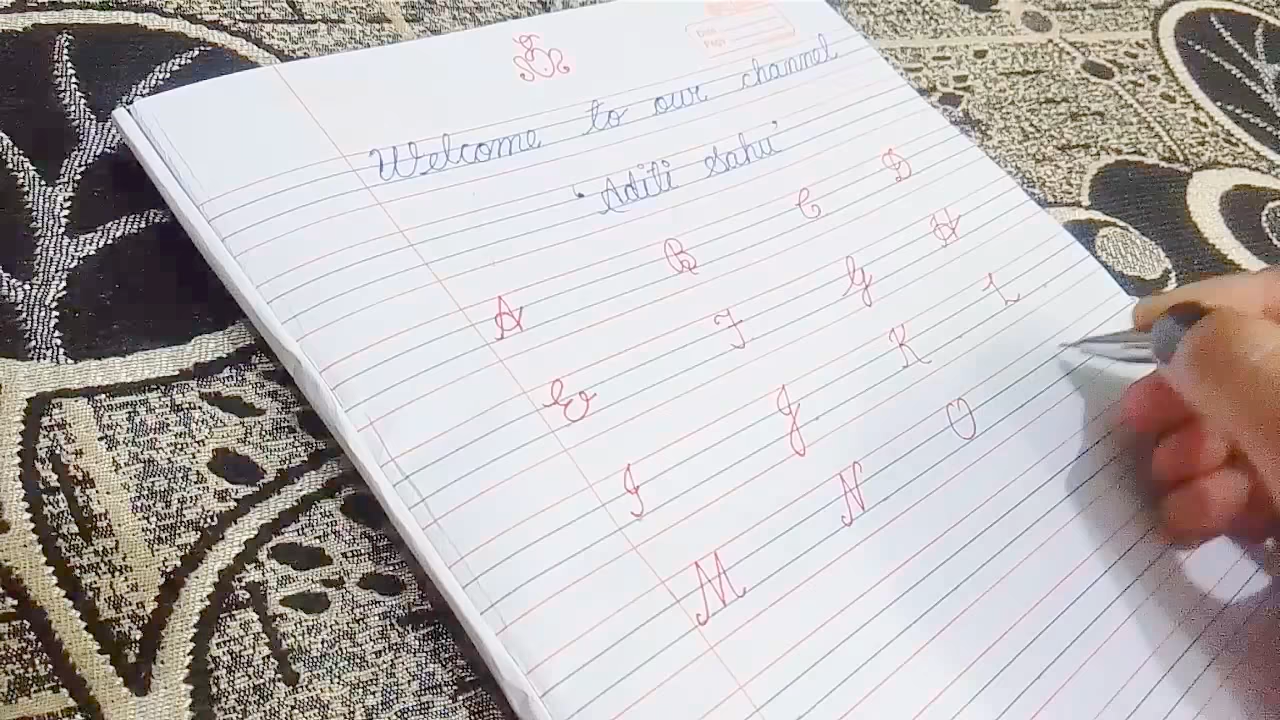 Welcome to our channel
'Aditi Sahu'
A B C D
E F G H
I J K L
M N O